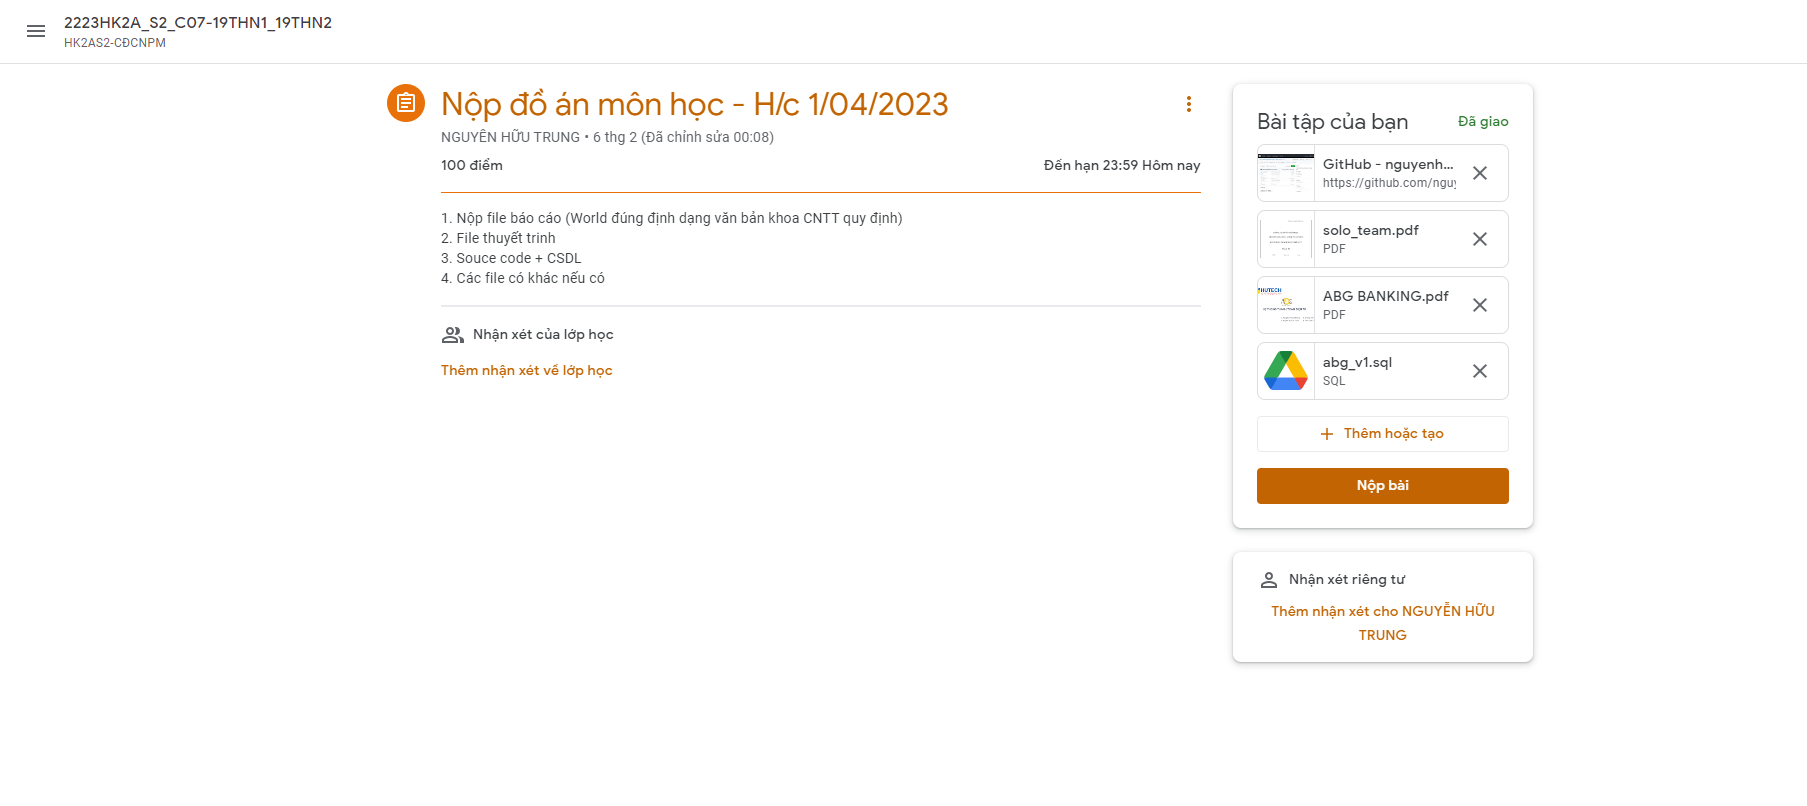 2223HK2A_S2_C07-19THN1_19THN2
HK2AS2-CĐCNPM
Nộp đồ án môn học - H/c 1/04/2023
NGUYỄN HỮU TRUNG • 6 thg 2 (Đã chỉnh sửa 00:08)
100 điểm
Đến hạn 23:59 Hôm nay
1. Nộp file báo cáo (World đúng định dạng văn bản khoa CNTT quy định)
2. File thuyết trinh
3. Souce code + CSDL
4. Các file có khác nếu có
Nhận xét của lớp học
Thêm nhận xét về lớp học
Bài tập của bạn
Đã giao
GitHub - nguyenh...
https://github.com/nguy
solo_team.pdf
PDF
HUTECH
ABG BANKING.pdf
PDF
abg_v1.sql
SQL
Thêm hoặc tạo
Nộp bài
Nhận xét riêng tư
Thêm nhận xét cho NGUYỄN HỮU
TRUNG